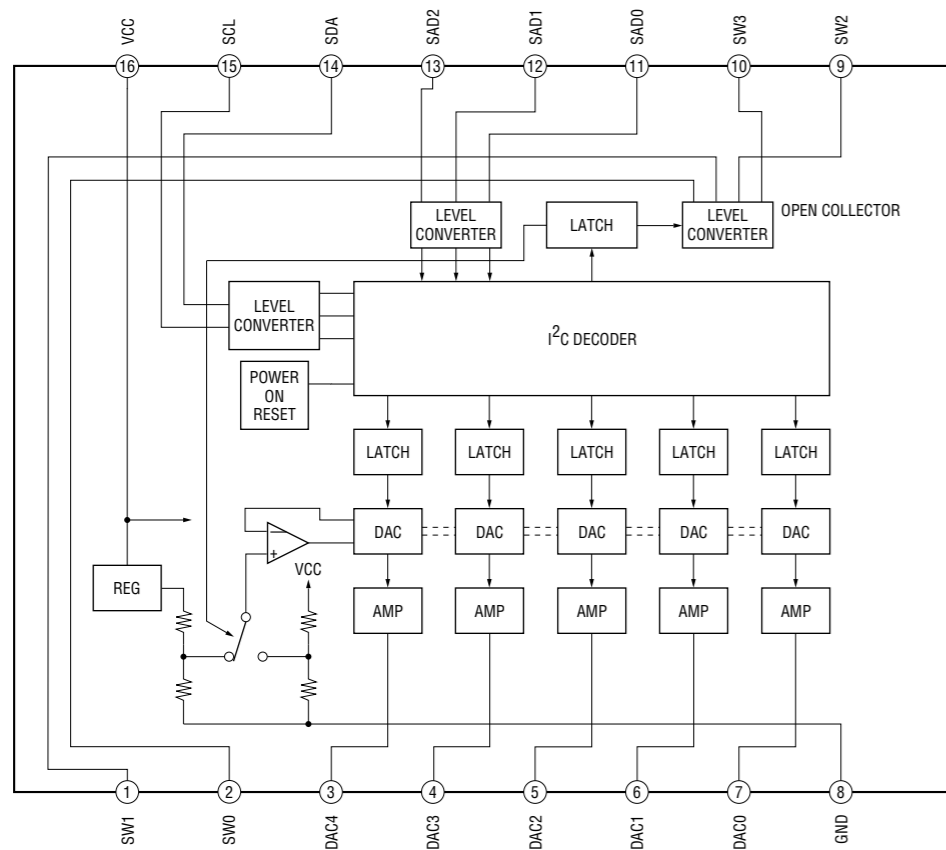 VCC
SCL
SDA
SAD2
SAD1
SAD0
SW3
SW2
16
15
14
13
12
11
10
9
LEVEL
CONVERTER
LATCH
LEVEL
CONVERTER
OPEN COLLECTOR
LEVEL
CONVERTER
I²C DECODER
POWER
ON
RESET
LATCH
LATCH
LATCH
LATCH
LATCH
DAC
DAC
DAC
DAC
DAC
−
+
VCC
REG
AMP
AMP
AMP
AMP
AMP
1
2
3
4
5
6
7
8
SW1
SW0
DAC4
DAC3
DAC2
DAC1
DAC0
GND